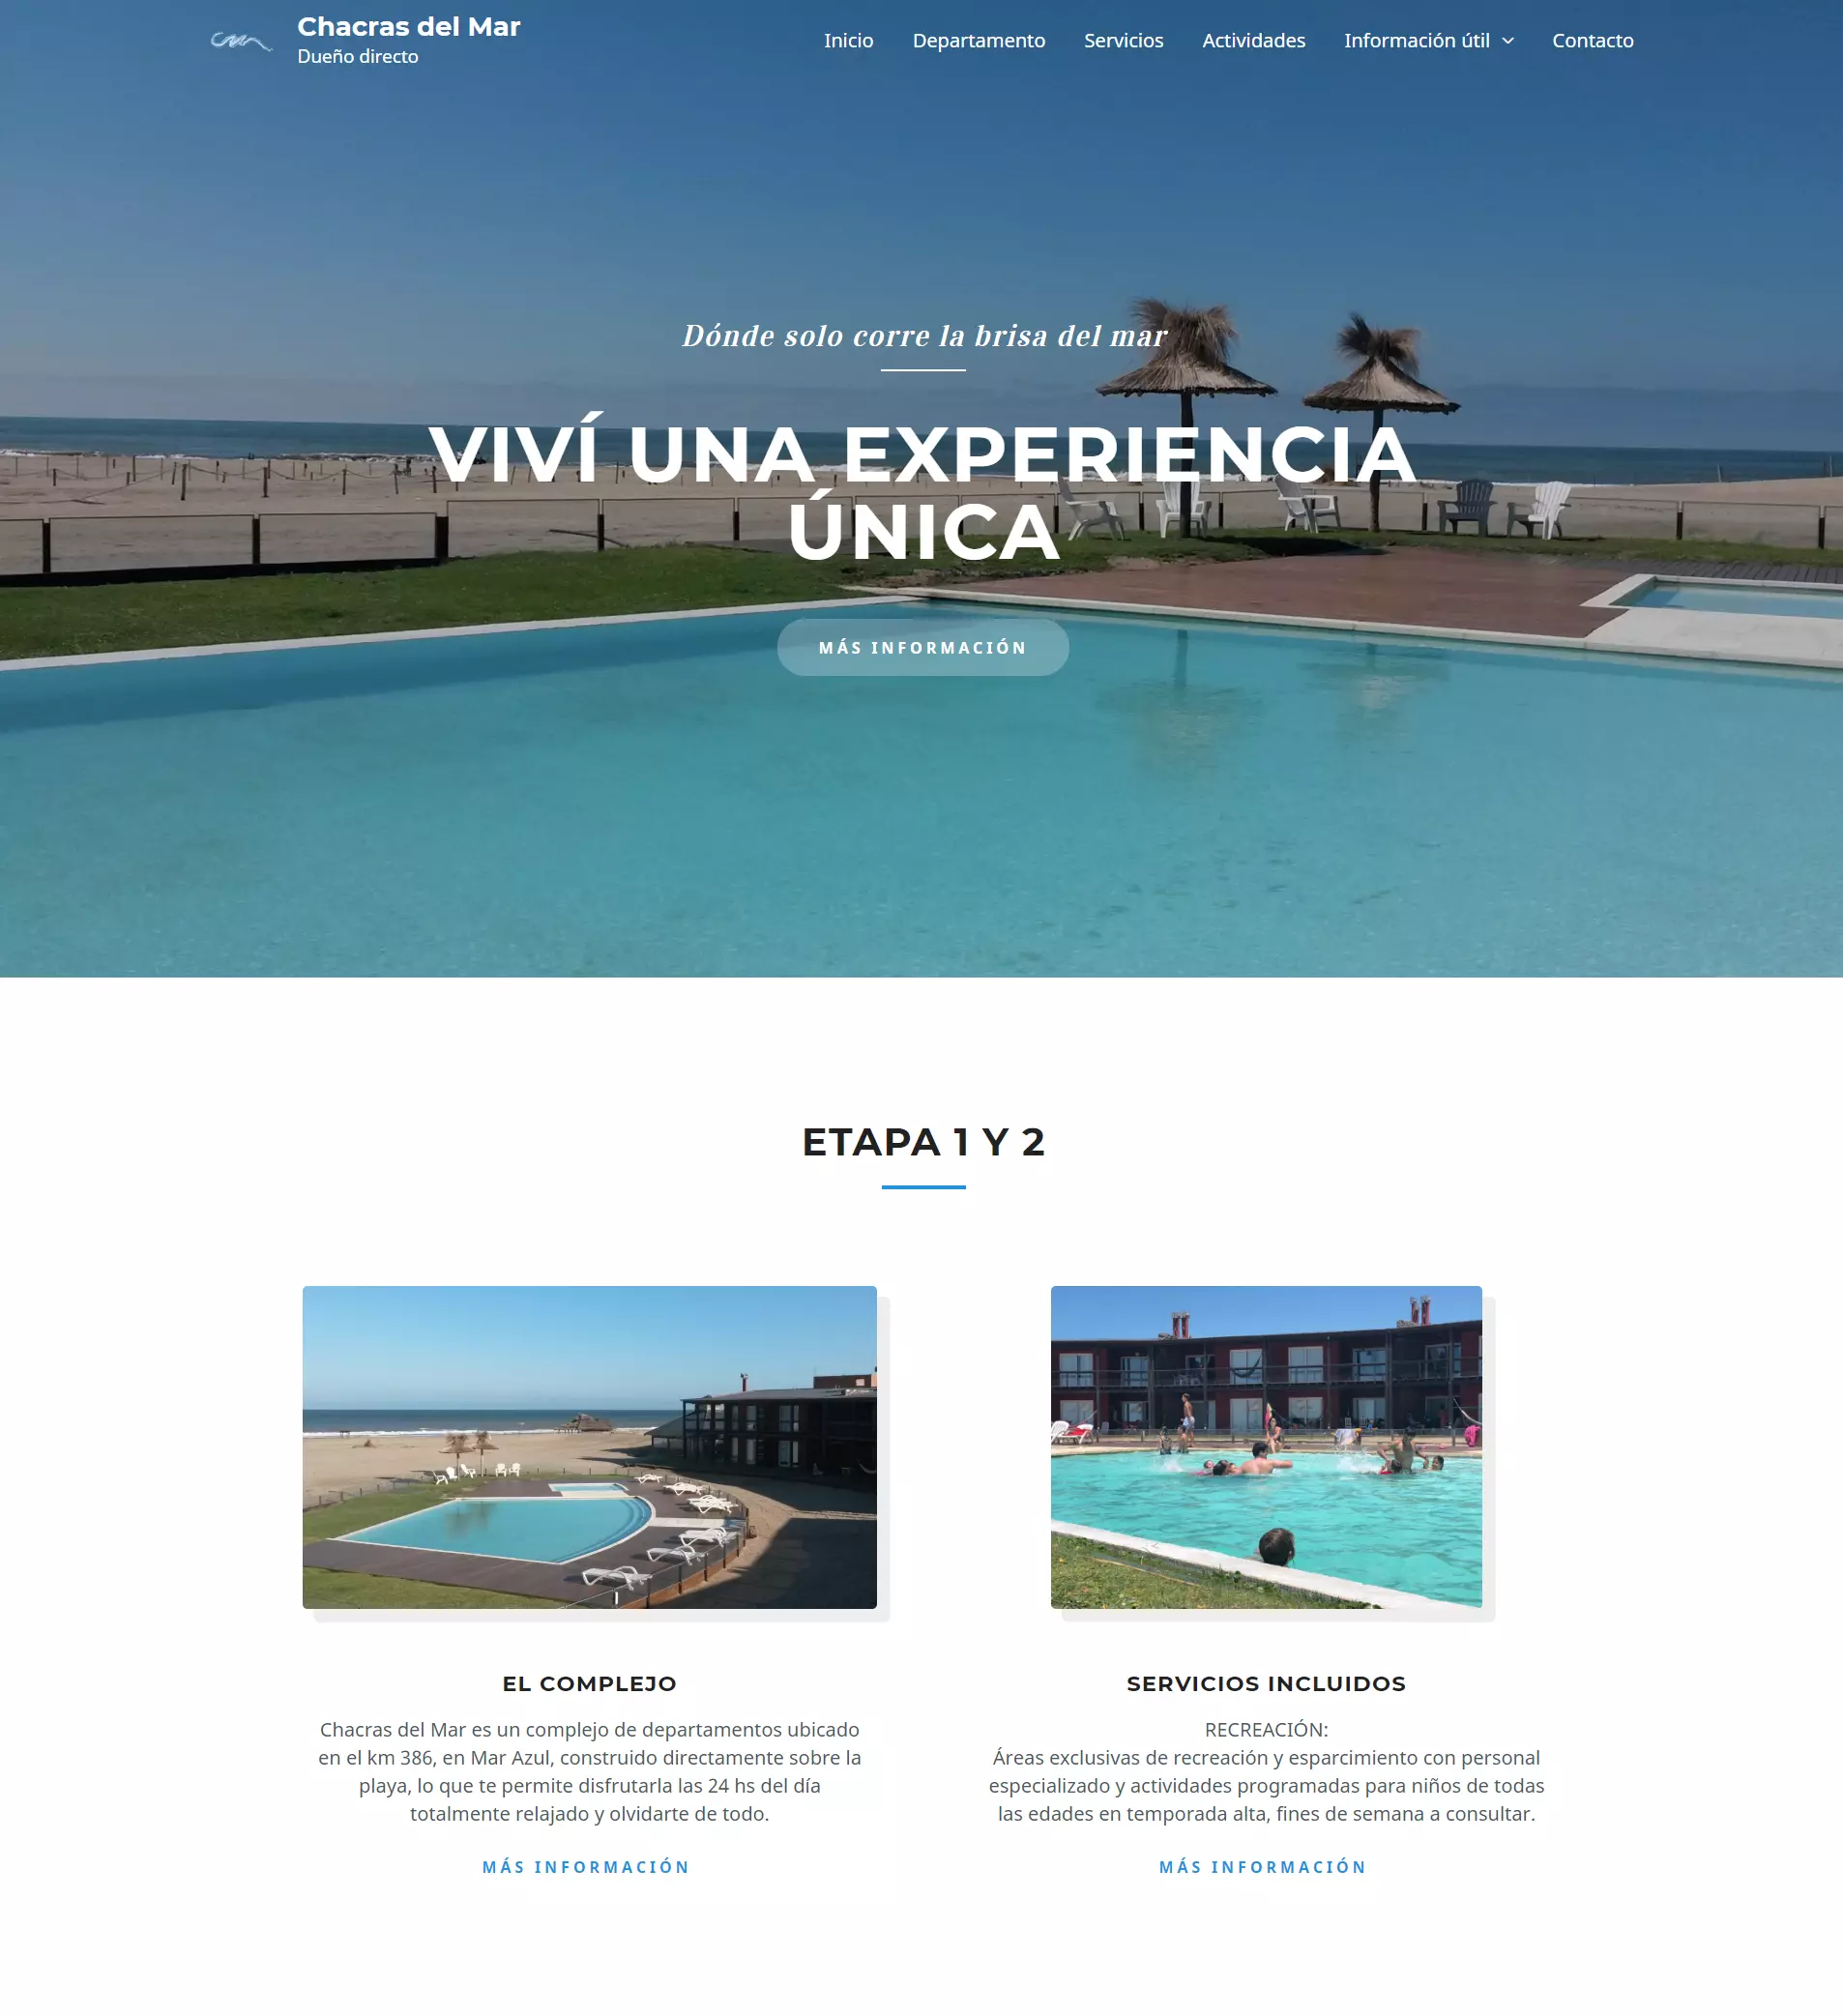 Chacras del Mar
Dueño directo
Inicio Departamento Servicios Actividades Información útil Contacto
Dónde solo corre la brisa del mar
VIVÍ UNA EXPERIENCIA
ÚNICA
MÁS INFORMACIÓN
ETAPA 1 Y 2
EL COMPLEJO
Chacras del Mar es un complejo de departamentos ubicado
en el km 386, en Mar Azul, construido directamente sobre la
playa, lo que te permite disfrutarla las 24 hs del día
totalmente relajado y olvidarte de todo.
MÁS INFORMACIÓN
SERVICIOS INCLUIDOS
RECREACIÓN:
Áreas exclusivas de recreación y esparcimiento con personal
especializado y actividades programadas para niños de todas
las edades en temporada alta, fines de semana a consultar.
MÁS INFORMACIÓN